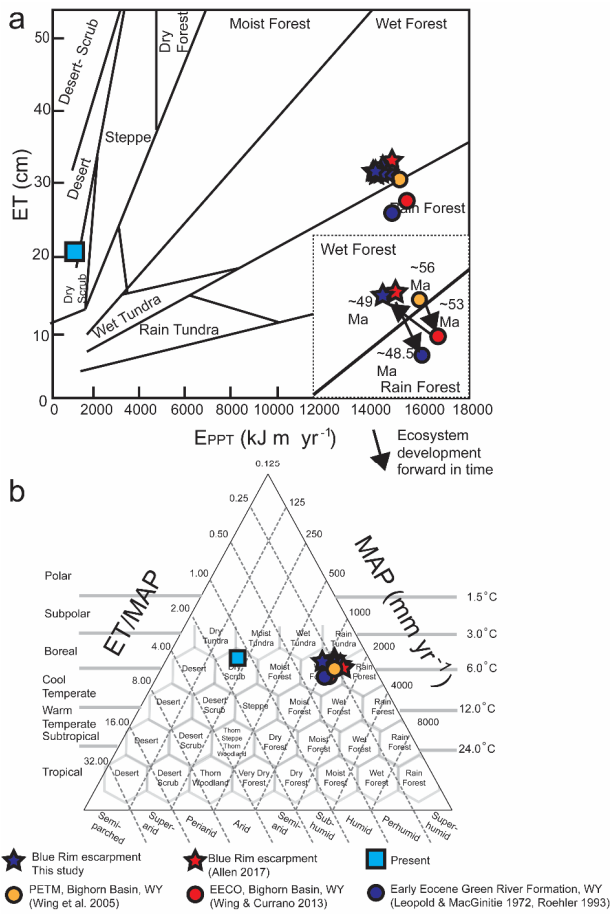 a
ET (cm)
50
40
30
20
10
0
Desert- Scrub
Desert
Dry Scrub
Steppe
Dry Forest
Moist Forest
Wet Forest
Rain Forest
Wet Tundra
Rain Tundra
Wet Forest
~56 Ma
~49 Ma
~53 Ma
~48.5 Ma
Rain Forest
0 2000 4000 6000 8000 10000 12000 14000 16000 18000
EPPT (kJ m yr-1)
Ecosystem
development
forward in time
b
0.125
0.25 125
0.50 250
1.00 500
2.00 1000
4.00 2000
8.00 4000
16.00 8000
32.00
ET/MAP
MAP (mm yr-1)
Polar
Subpolar
Boreal
Cool
Temperate
Warm
Temperate
Subtropical
Tropical
1.5°C
3.0°C
6.0°C
12.0°C
24.0°C
Dry Tundra Moist Tundra Wet Tundra Rain Tundra
Desert Dry Scrub Moist Forest Rain Forest
Desert Desert Scrub Steppe Moist Forest Wet Forest Rain Forest
Desert Desert Scrub Thorn Steppe Thorn Woodland Dry Forest Moist Forest Wet Forest Rain Forest
Desert Desert Scrub Thorn Woodland Very Dry Forest Dry Forest Moist Forest Wet Forest Rain Forest
Semi-parched Super-arid Periarid Arid Semi-arid Sub-humid Humid Perhumid Super-humid
Blue Rim escarpment
This study
Blue Rim escarpment
(Allen 2017)
Present
PETM, Bighorn Basin, WY
(Wing et al. 2005)
EECO, Bighorn Basin, WY
(Wing & Currano 2013)
Early Eocene Green River Formation, WY
(Leopold & MacGinitie 1972, Roehler 1993)